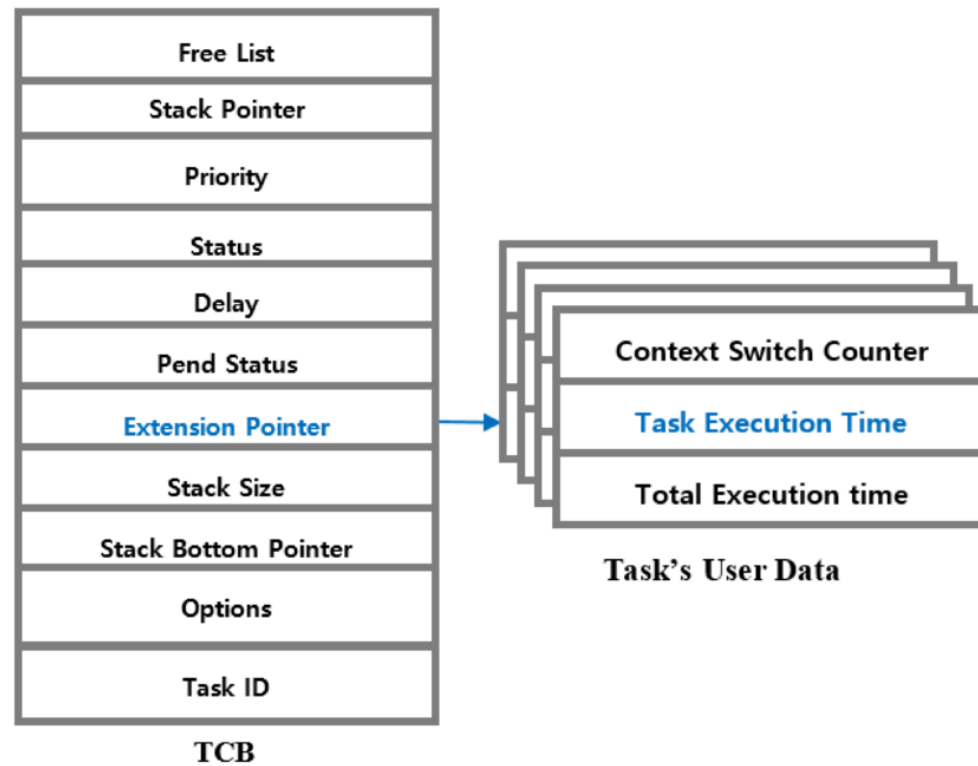 Free List
Stack Pointer
Priority
Status
Delay
Pend Status
Extension Pointer
Stack Size
Stack Bottom Pointer
Options
Task ID
TCB
Context Switch Counter
Task Execution Time
Total Execution time
Task’s User Data